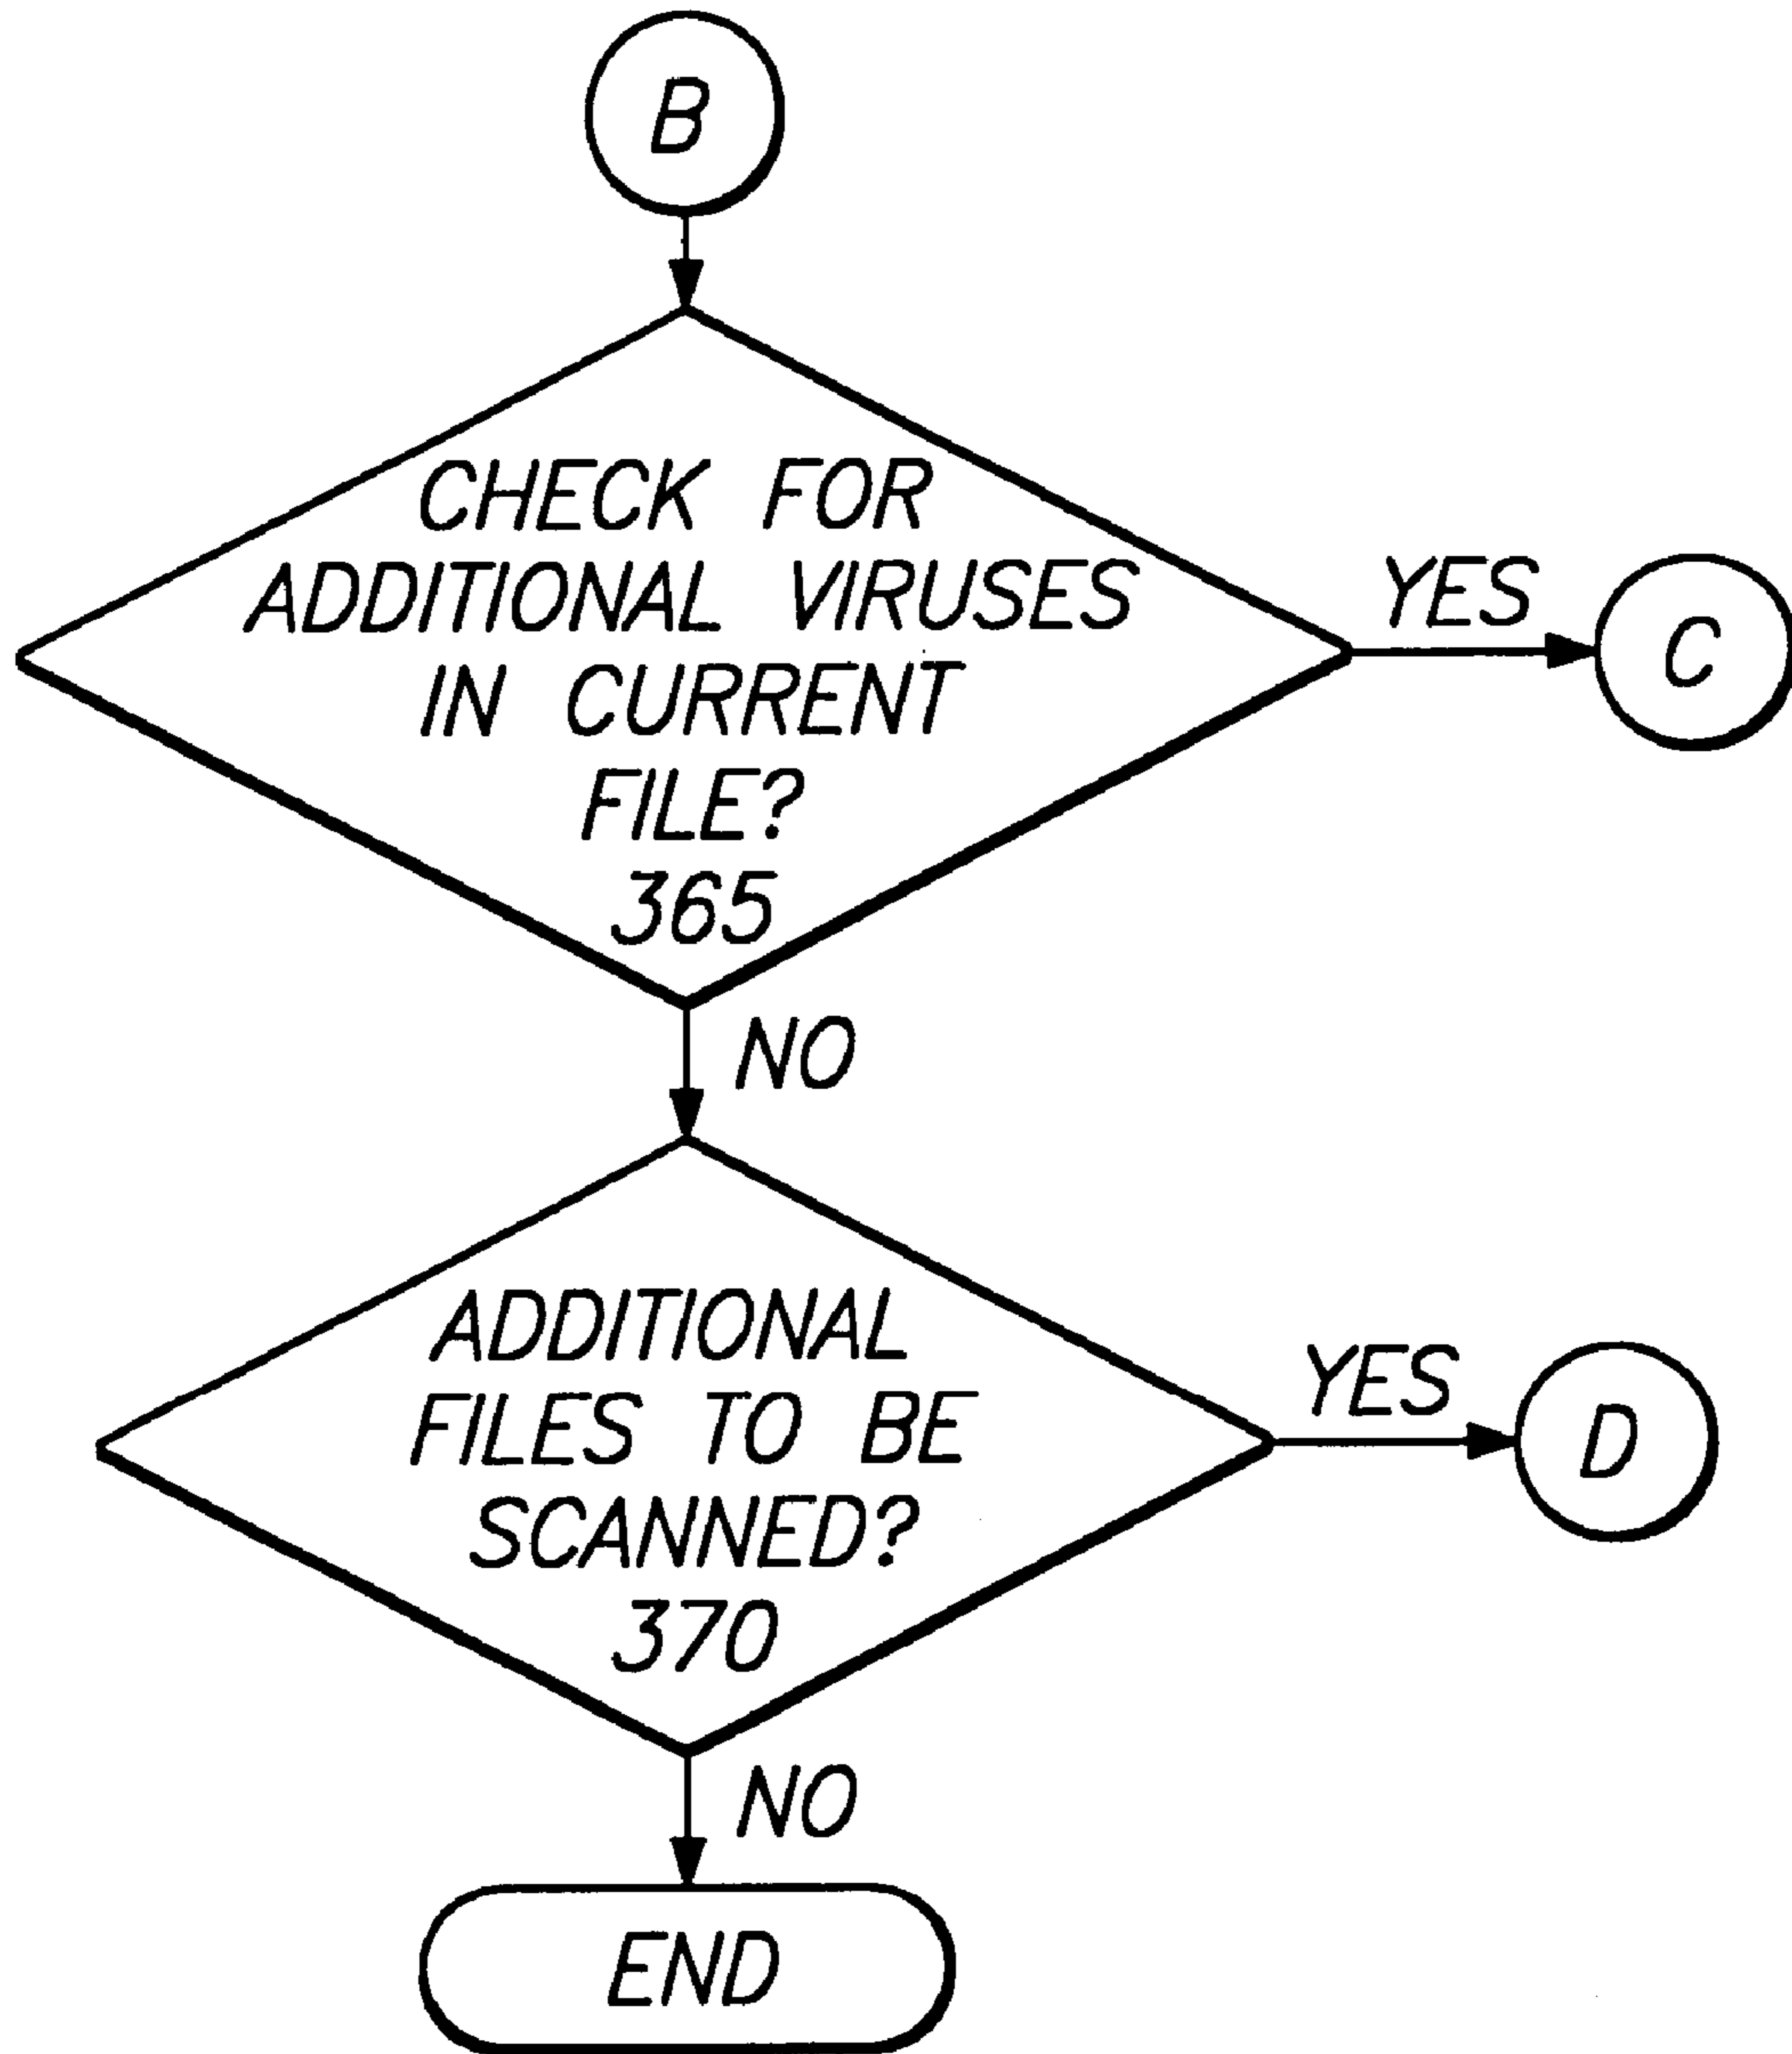 B
CHECK FOR
ADDITIONAL VIRUSES
IN CURRENT
FILE?
365
YES
C
NO
ADDITIONAL
FILES TO BE
SCANNED?
370
YES
D
NO
END